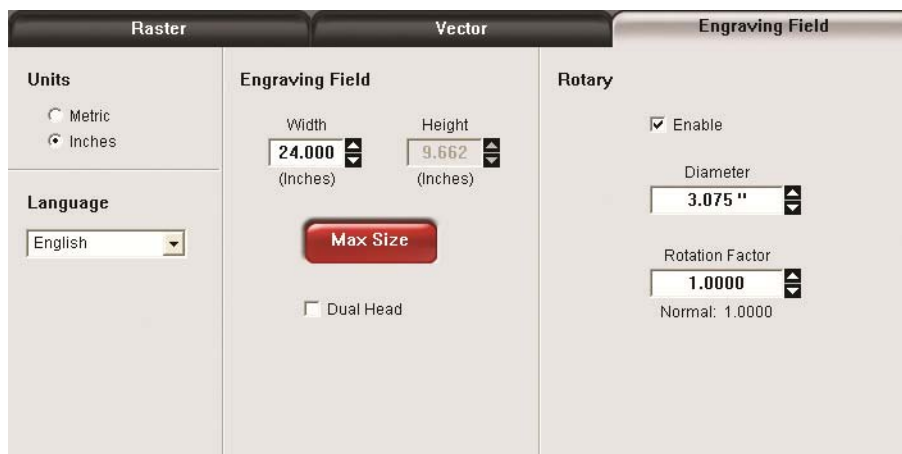 Raster
Vector
Engraving Field
Units
Metric
Inches
Language
English
Engraving Field
Width
Height
24.000
9.662
(Inches)
(Inches)
Max Size
Dual Head
Rotary
Enable
Diameter
3.075 "
Rotation Factor
1.0000
Normal: 1.0000